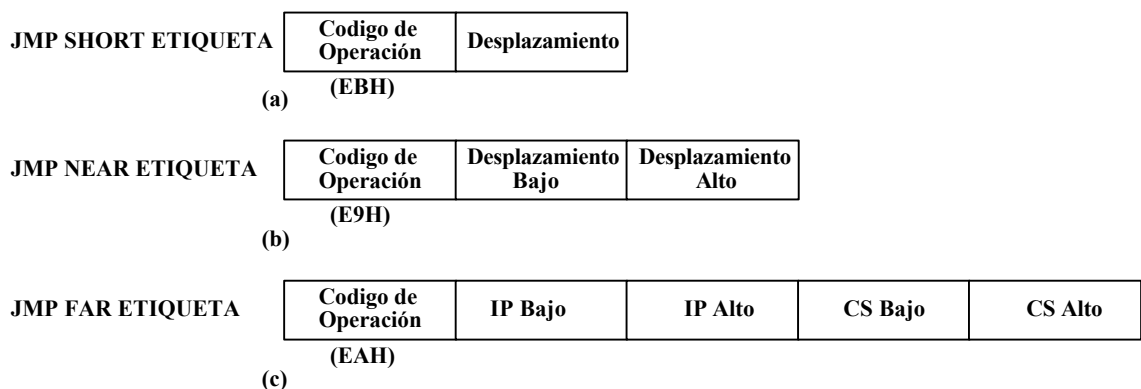 JMP SHORT ETIQUETA
Codigo de
Operación
Desplazamiento
(EBH)
(a)
JMP NEAR ETIQUETA
Codigo de
Operación
Desplazamiento
Bajo
Desplazamiento
Alto
(E9H)
(b)
JMP FAR ETIQUETA
Codigo de
Operación
IP Bajo
IP Alto
CS Bajo
CS Alto
(EAH)
(c)